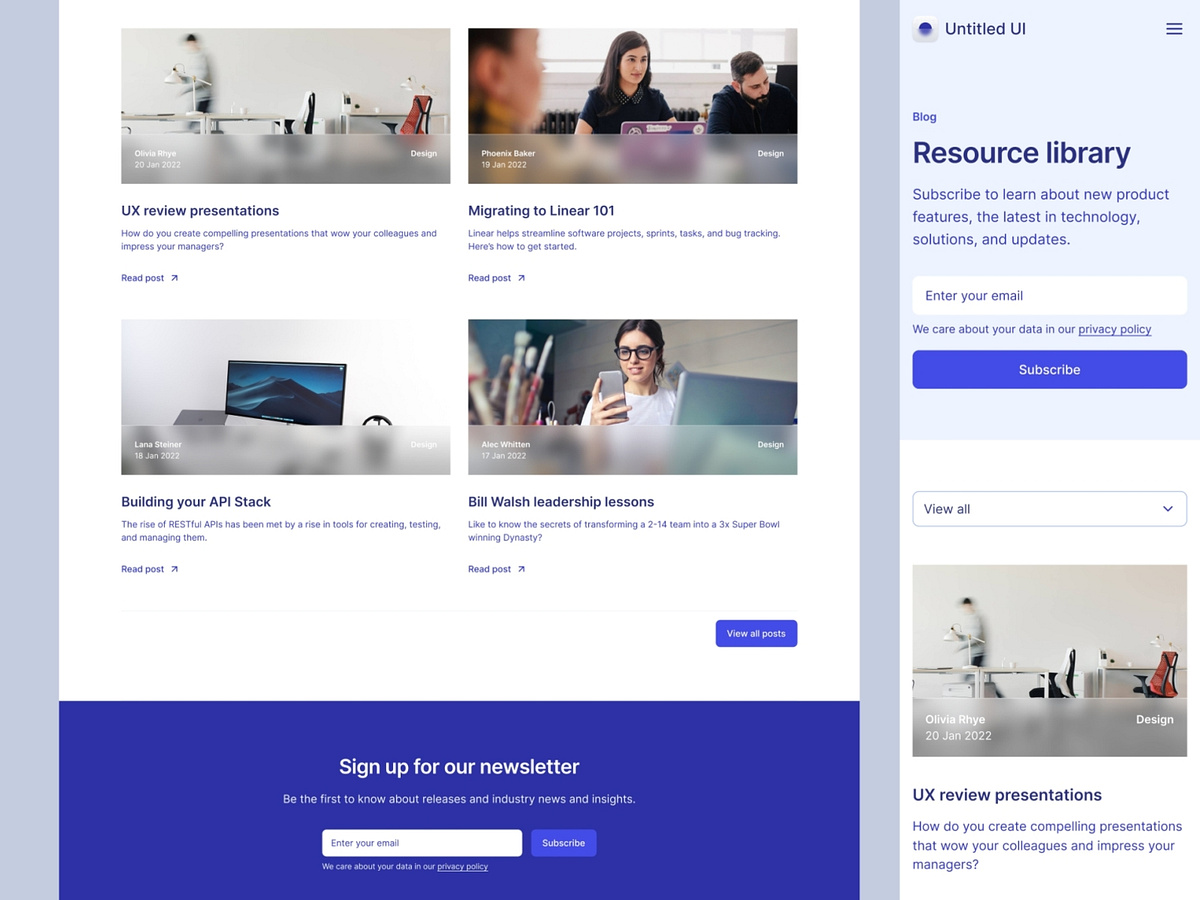 Olivia Rhye
20 Jan 2022
Design
UX review presentations
How do you create compelling presentations that wow your colleagues and
impress your managers?
Read post
Phoenix Baker
19 Jan 2022
Design
Migrating to Linear 101
Linear helps streamline software projects, sprints, tasks, and bug tracking.
Here's how to get started.
Read post
Lana Steiner
18 Jan 2022
Design
Building your API Stack
The rise of RESTful APIs has been met by a rise in tools for creating, testing,
and managing them.
Read post
Alec Whitten
17 Jan 2022
Design
Bill Walsh leadership lessons
Like to know the secrets of transforming a 2-14 team into a 3x Super Bowl
winning Dynasty?
Read post
View all posts
Sign up for our newsletter
Be the first to know about releases and industry news and insights.
Enter your email
Subscribe
We care about your data in our privacy policy
Untitled UI
Blog
Resource library
Subscribe to learn about new product
features, the latest in technology,
solutions, and updates.
Enter your email
We care about your data in our privacy policy
Subscribe
View all
Olivia Rhye
20 Jan 2022
Design
UX review presentations
How do you create compelling presentations
that wow your colleagues and impress your
managers?